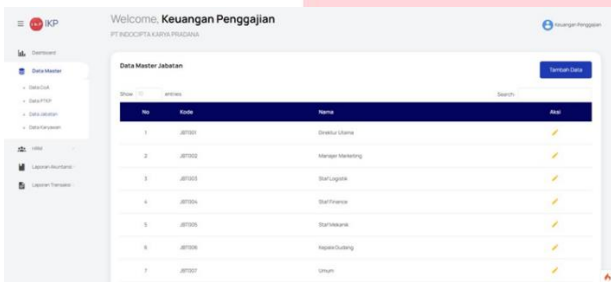 IKP
Welcome, Keuangan Penggajian
PT INDOCIPTA KARYA PRADANA
Keuangan Penggajian
Dashboard
Data Master
Data CoA
Data PTKP
Data Jabatan
Data Karyawan
HRM
Laporan Akuntansi
Laporan Transaksi
Data Master Jabatan
Tambah Data
Show 10 entries
Search:
No Kode Nama Aksi
1 JBT001 Direktur Utama
2 JBT002 Manajer Marketing
3 JBT003 Staf Logistik
4 JBT004 Staf Finance
5 JBT005 Staf Mekanik
6 JBT006 Kepala Gudang
7 JBT007 Umum